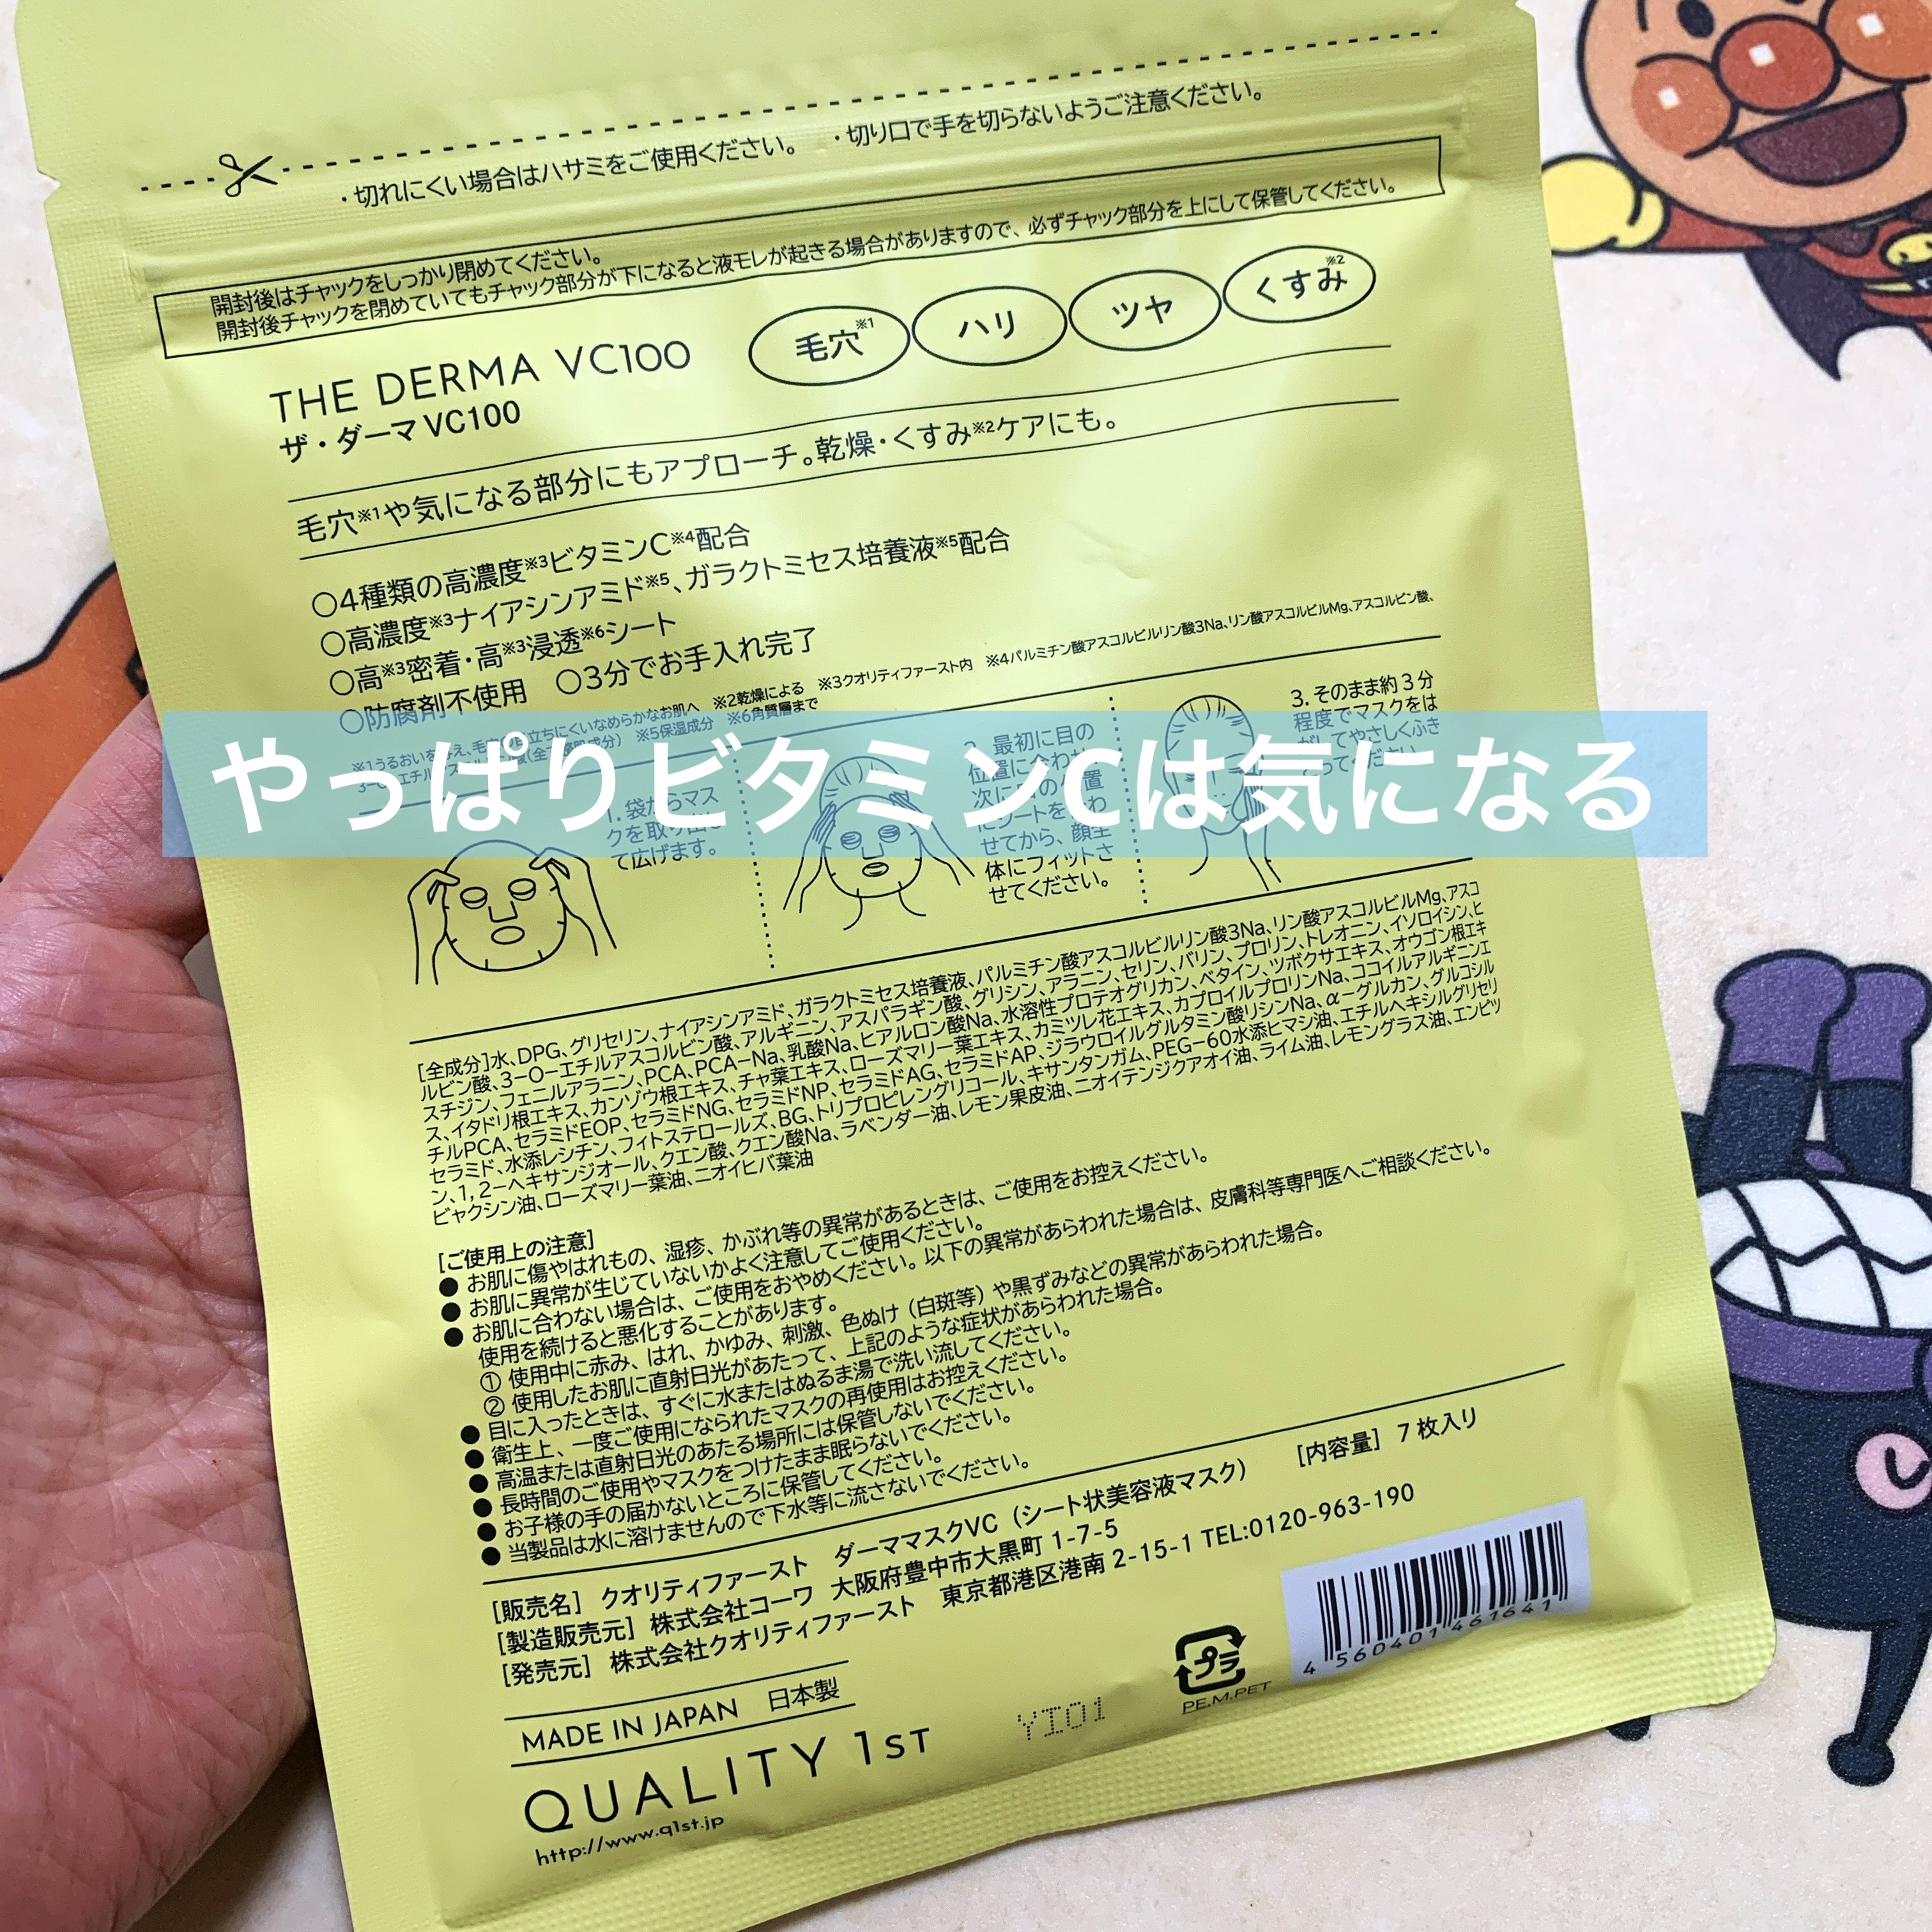 ・切れにくい場合はハサミをご使用ください。 ・切り口で手を切らないようご注意ください。
開封後はチャックをしっかり閉めてください。
開封後チャックを閉めていてもチャック部分が下になると液モレが起きる場合がありますので、必ずチャック部分を上にして保管してください。
THE DERMA VC100
ザ・ダーマ VC100
毛穴※1 ハリ ツヤ くすみ※2
毛穴※1や気になる部分にもアプローチ。乾燥・くすみ※2ケアにも。
○4種類の高濃度※3ビタミンC※4配合
○高濃度※3ナイアシンアミド※5、ガラクトミセス培養液※5配合
○高※3密着・高※3浸透※6シート
○防腐剤不使用 ○3分でお手入れ完了
※1うるおいを与え、毛穴の目立ちにくいなめらかなお肌へ ※2乾燥による ※3クオリティファースト内 ※4パルミチン酸アスコルビルリン酸3Na、リン酸アスコルビルMg、アスコルビン酸、
※5保湿成分 ※6角質層まで
やっぱりビタミンCは気になる
1. 袋からマス
クを取り出し
て広げます。
最初に目の
位置に合わせ、
次に
せてから、顔全
体にフィットさ
せてください。
3. そのまま約3分
程度でマスクをは
がしてやさしくふき
[全成分]水、DPG、グリセリン、ナイアシンアミド、ガラクトミセス培養液、パルミチン酸アスコルビルリン酸3Na、リン酸アスコルビルMg、アスコ
ルビン酸、3-O-エチルアスコルビン酸、アルギニン、アスパラギン酸、グリシン、アラニン、セリン、バリン、プロリン、トレオニン、イソロイシン、ヒ
スチジン、フェニルアラニン、PCA、PCA-Na、乳酸Na、ヒアルロン酸Na、水溶性プロテオグリカン、ベタイン、ツボクサエキス、オウゴン根エキ
ス、イタドリ根エキス、カンゾウ根エキス、チャ葉エキス、ローズマリー葉エキス、カミツレ花エキス、カプロイルプロリンNa、ココイルアルギニンエ
チルPCA、セラミドEOP、セラミドNG、セラミドNP、セラミドAG、セラミドAP、ジラウロイルグルタミン酸リシンNa、α-グルカン、グルコシル
セラミド、水添レシチン、フィトステロールズ、BG、トリプロピレングリコール、キサンタンガム、PEG-60水添ヒマシ油、エチルヘキシルグリセリ
ン、1,2-ヘキサンジオール、クエン酸、クエン酸Na、ラベンダー油、レモン果皮油、ニオイテンジクアオイ油、ライム油、レモングラス油、エンピツ
ビャクシン油、ローズマリー葉油、ニオイヒバ葉油
[ご使用上の注意]
● お肌に傷やはれもの、湿疹、かぶれ等の異常があるときは、ご使用をお控えください。
● お肌に異常が生じていないかよく注意してご使用ください。
● お肌に合わない場合は、ご使用をおやめください。以下の異常があらわれた場合は、皮膚科等専門医へご相談ください。
使用を続けると悪化することがあります。
① 使用中に赤み、はれ、かゆみ、刺激、色ぬけ（白斑等）や黒ずみなどの異常があらわれた場合。
② 使用したお肌に直射日光があたって、上記のような症状があらわれた場合。
● 目に入ったときは、すぐに水またはぬるま湯で洗い流してください。
● 衛生上、一度ご使用になられたマスクの再使用はお控えください。
● 高温または直射日光のあたる場所には保管しないでください。
● 長時間のご使用やマスクをつけたまま眠らないでください。
● お子様の手の届かないところに保管してください。
● 当製品は水に溶けませんので下水等に流さないでください。
[販売名] クオリティファースト ダーママスクVC（シート状美容液マスク） [内容量] 7枚入り
[製造販売元] 株式会社コーワ 大阪府豊中市大黒町 1-7-5
[発売元] 株式会社クオリティファースト 東京都港区港南 2-15-1 TEL:0120-963-190
MADE IN JAPAN 日本製
QUALITY 1ST
http://www.q1st.jp
YI01
プラ
PE.M.PET
4 560401 461641